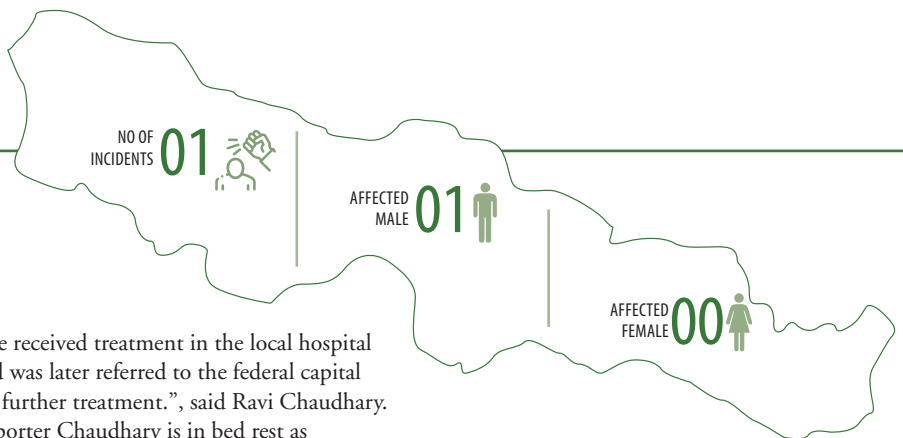 NO OF
INCIDENTS 01
AFFECTED
MALE 01
AFFECTED
FEMALE 00
received treatment in the local hospital
was later referred to the federal capital
further treatment.”, said Ravi Chaudhary.
Chaudhary is in bed rest as